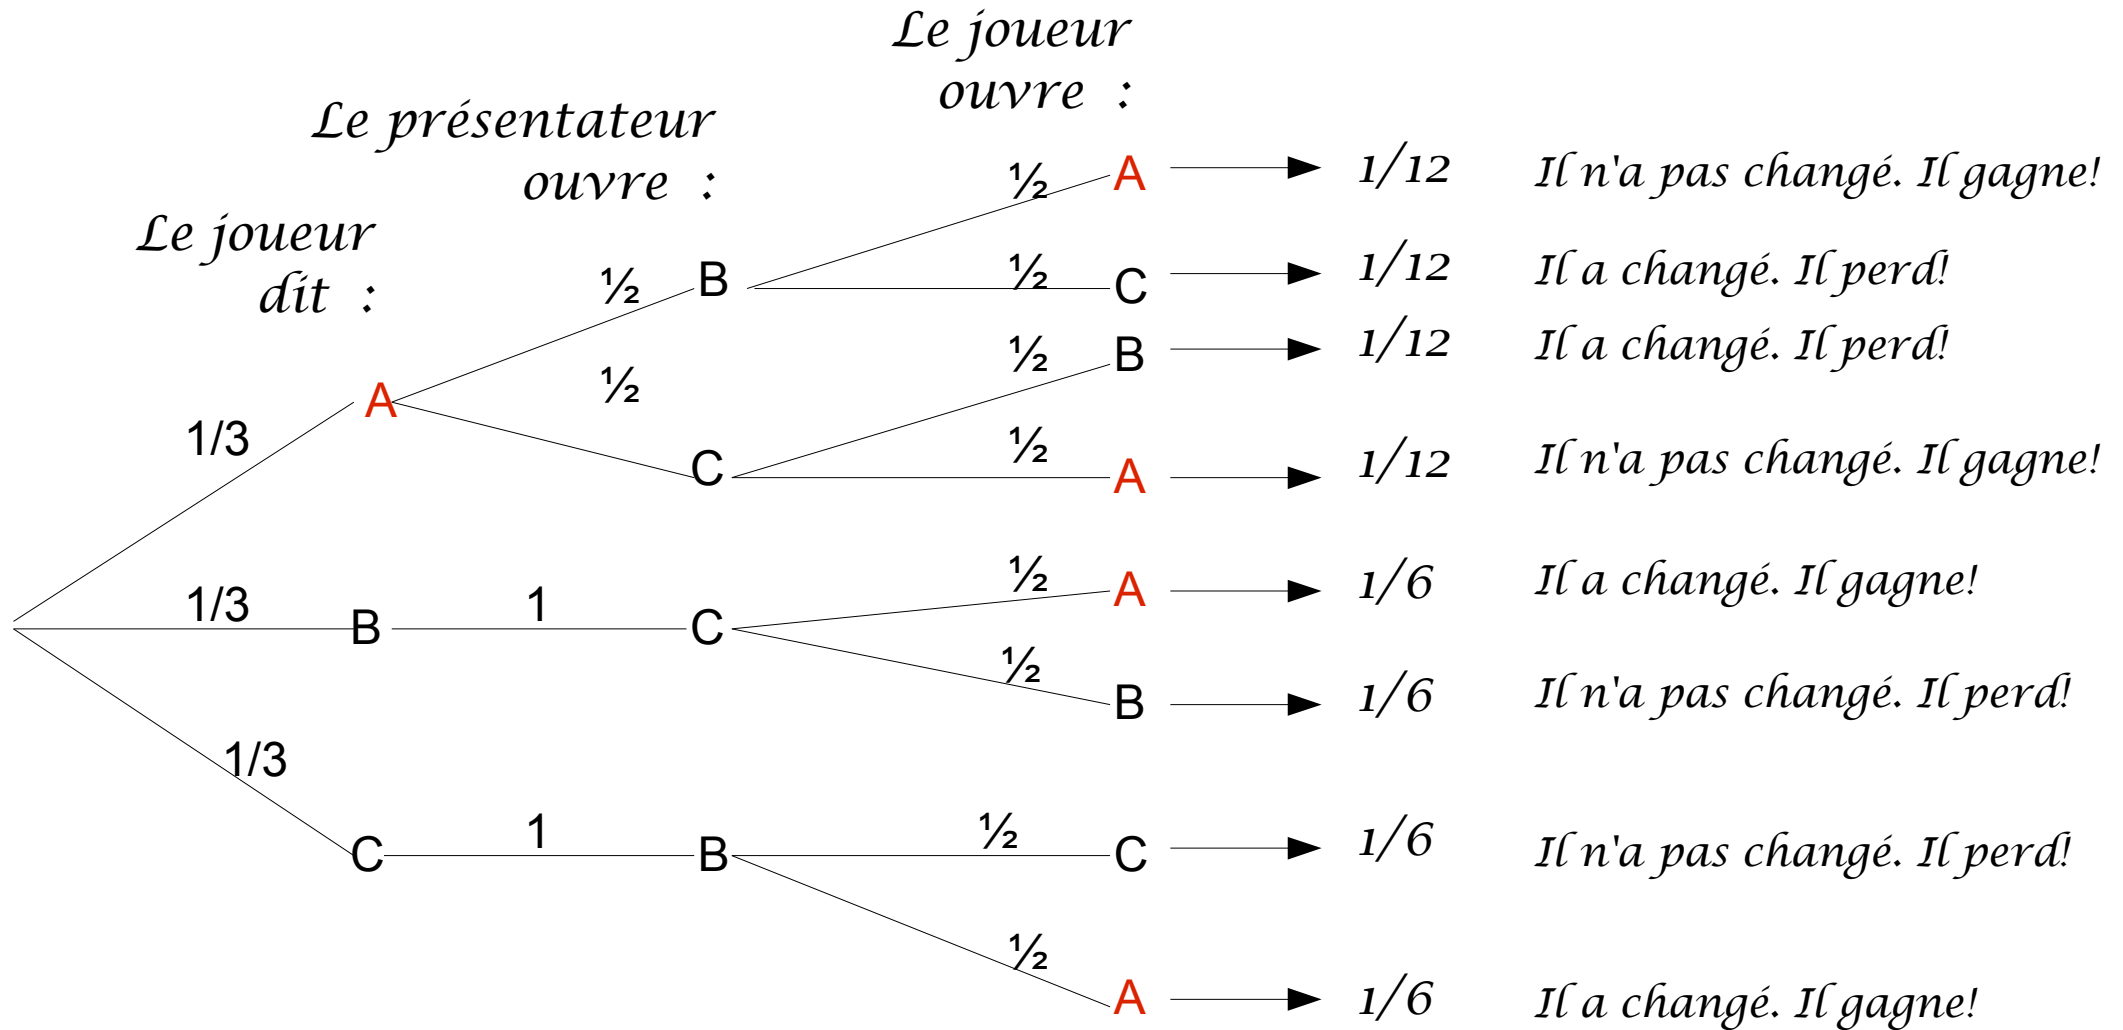 Le joueur
ouvre :
Le présentateur
ouvre :
Le joueur
dit :
½ A 1/12 Il n'a pas changé. Il gagne!
½ B ½ C 1/12 Il a changé. Il perd!
½ B 1/12 Il a changé. Il perd!
1/3 A ½ C ½ A 1/12 Il n'a pas changé. Il gagne!
½ A 1/6 Il a changé. Il gagne!
1/3 B 1 C
½ B 1/6 Il n'a pas changé. Il perd!
1/3 C 1 B ½ C 1/6 Il n'a pas changé. Il perd!
½ A 1/6 Il a changé. Il gagne!